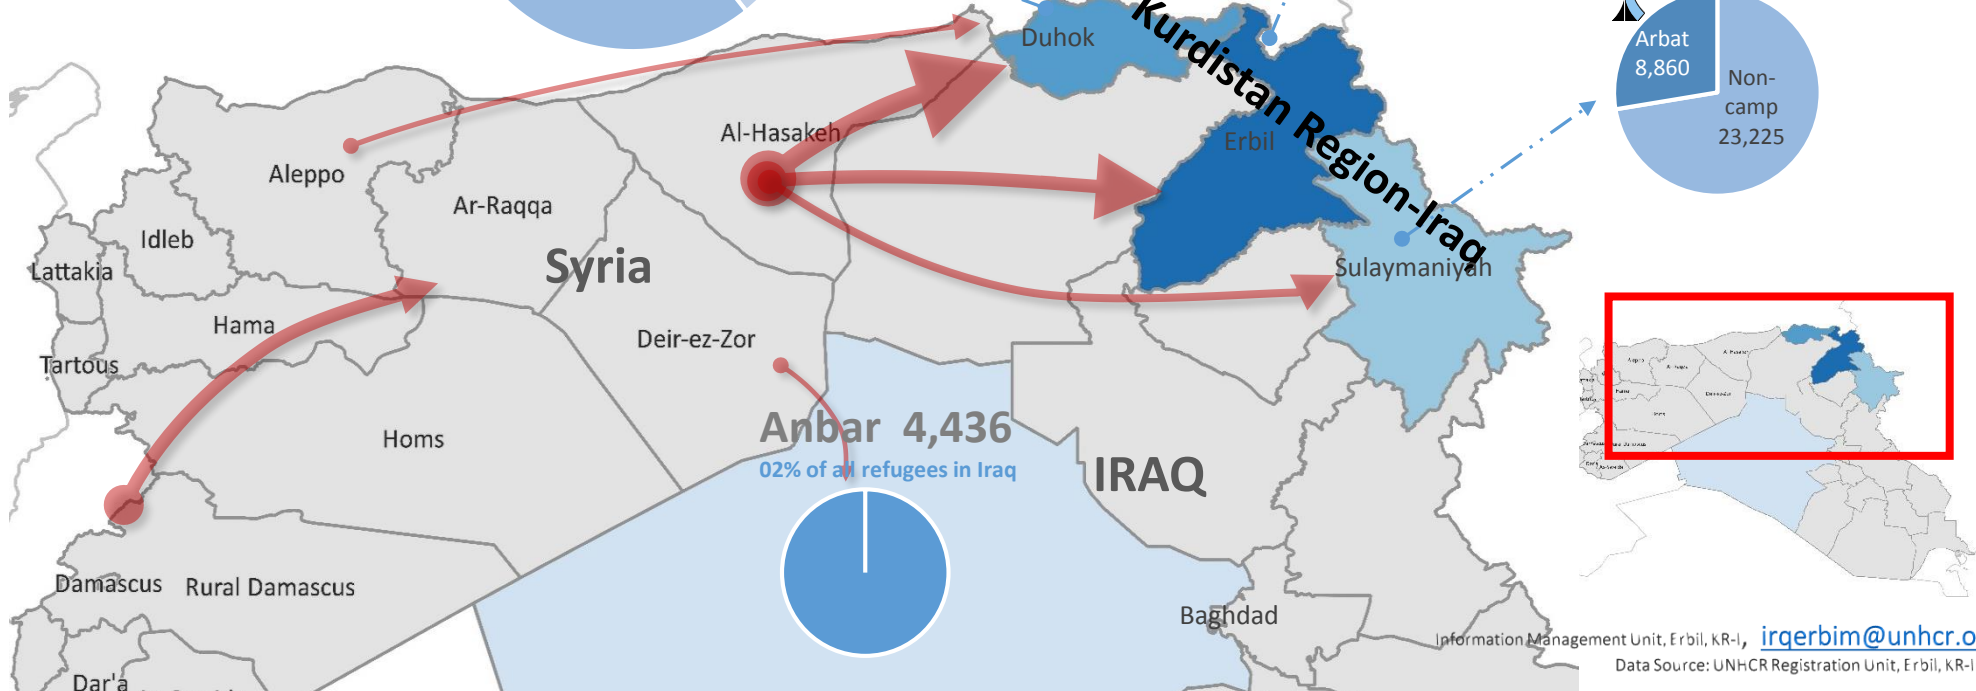 Duhok
Kurdistan Region-Iraq
Arbat
8,860
Non-
camp
23,225
Al-Hasakeh
Erbil
Aleppo
Ar-Raqqa
Idleb
Syria
Lattakia
Sulaymaniyah
Hama
Deir-ez-Zor
Tartous
Anbar 4,436
02% of all refugees in Iraq
Homs
IRAQ
Damascus
Rural Damascus
Baghdad
Dar'a
Information Management Unit, Erbil, KR-I, irqerbim@unhcr.o
Data Source: UNHCR Registration Unit, Erbil, KR-I